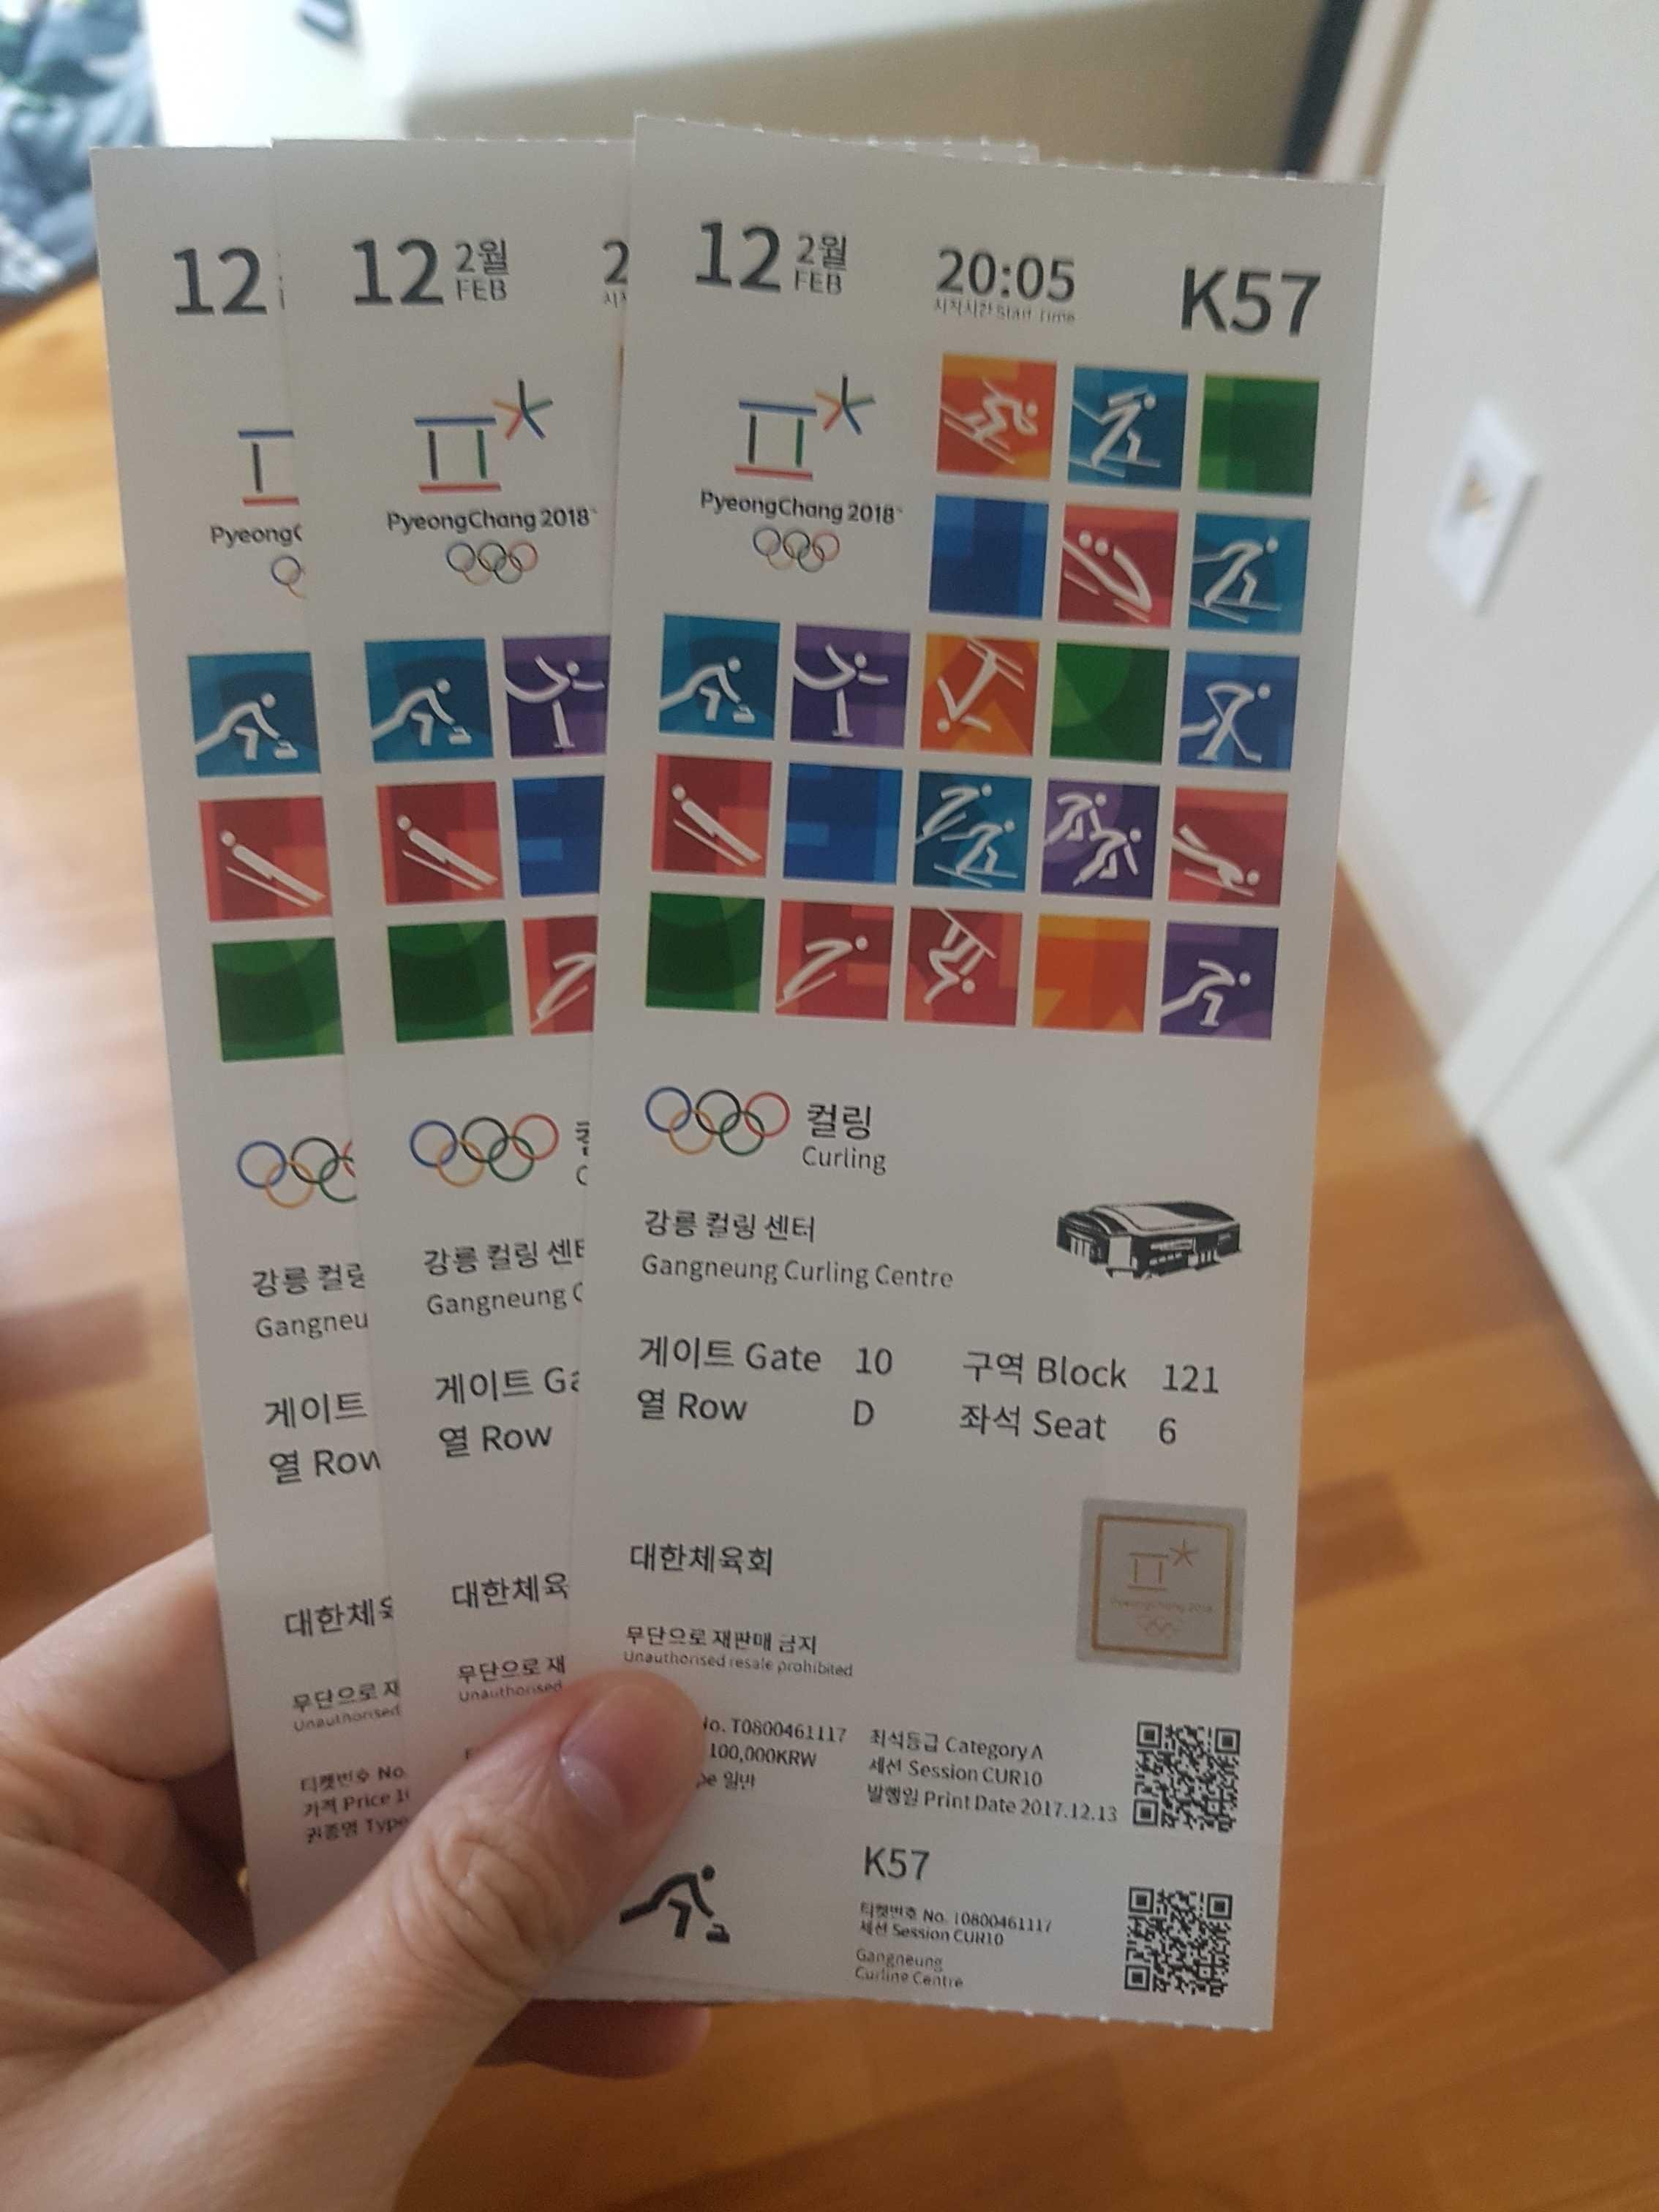 12
12 2월
FEB
12 2월
FEB
20:05
시작시간 Start Time
K57
PyeongChang 2018
PyeongChang 2018
컬링
Curling
강릉 컬링
Gangneu
강릉 컬링 센터
Gangneung C
강릉 컬링 센터
Gangneung Curling Centre
게이트
열 Row
게이트 Ga
열 Row
게이트 Gate 10 구역 Block 121
열 Row D 좌석 Seat 6
대한체육
대한체육
대한체육회
무단으로 재
Unauthorised
무단으로 재
Unauthorised
무단으로 재판매 금지
Unauthorised resale prohibited
PyeongChang 2018
티켓번호 No.
가격 Price
권종명 Type
No. T0800461117 좌석등급 Category A
100,000KRW 세션 Session CUR10
일반 발행일 Print Date 2017.12.13
K57
티켓번호 No. T0800461117
세션 Session CUR10
Gangneung
Curling Centre